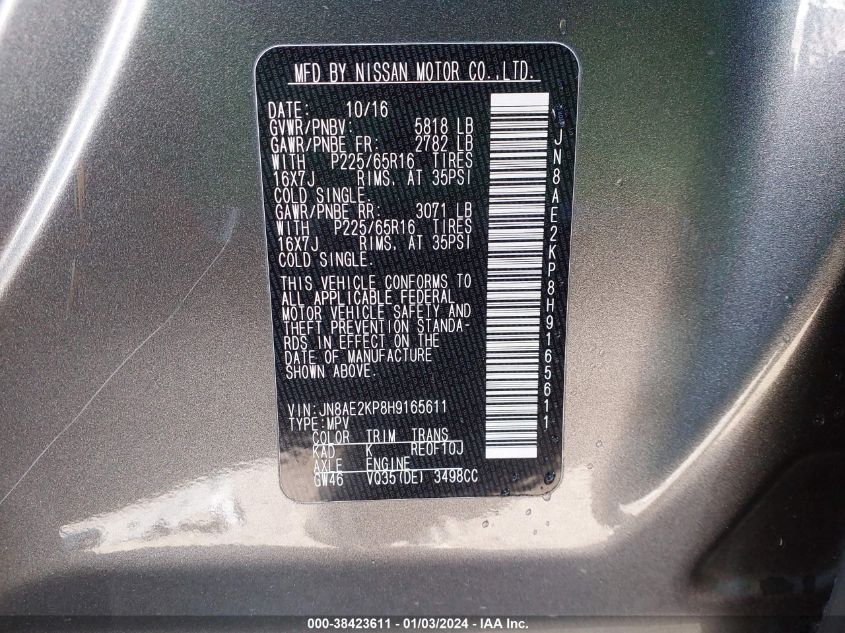 MFD BY NISSAN MOTOR CO.,LTD.
DATE: 10/16
GVWR/PNBV: 5818 LB
GAWR/PNBE FR: 2782 LB
WITH P225/65R16 TIRES
16X7J RIMS, AT 35PSI
COLD SINGLE.
GAWR/PNBE RR: 3071 LB
WITH P225/65R16 TIRES
16X7J RIMS, AT 35PSI
COLD SINGLE.
THIS VEHICLE CONFORMS TO
ALL APPLICABLE FEDERAL
MOTOR VEHICLE SAFETY AND
THEFT PREVENTION STANDA-
RDS IN EFFECT ON THE
DATE OF MANUFACTURE
SHOWN ABOVE.
VIN:JN8AE2KP8H9165611
TYPE:MPV
COLOR TRIM TRANS
KAD K RE0F10J
AXLE ENGINE
GW46 VQ35(DE) 3498CC
JN8AE2KP8H9165611
000-38423611 - 01/03/2024 - IAA Inc.